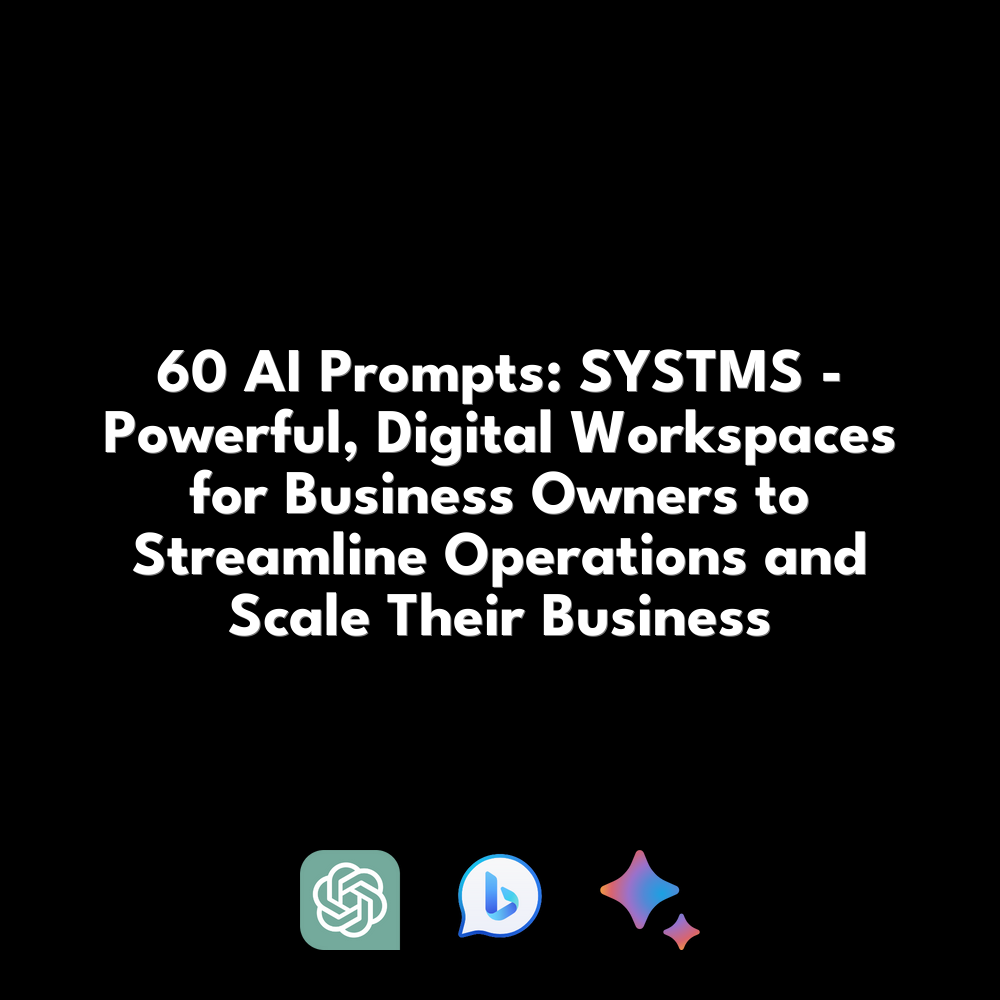 60 AI Prompts: SYSTMS -
Powerful, Digital Workspaces
for Business Owners to
Streamline Operations and
Scale Their Business